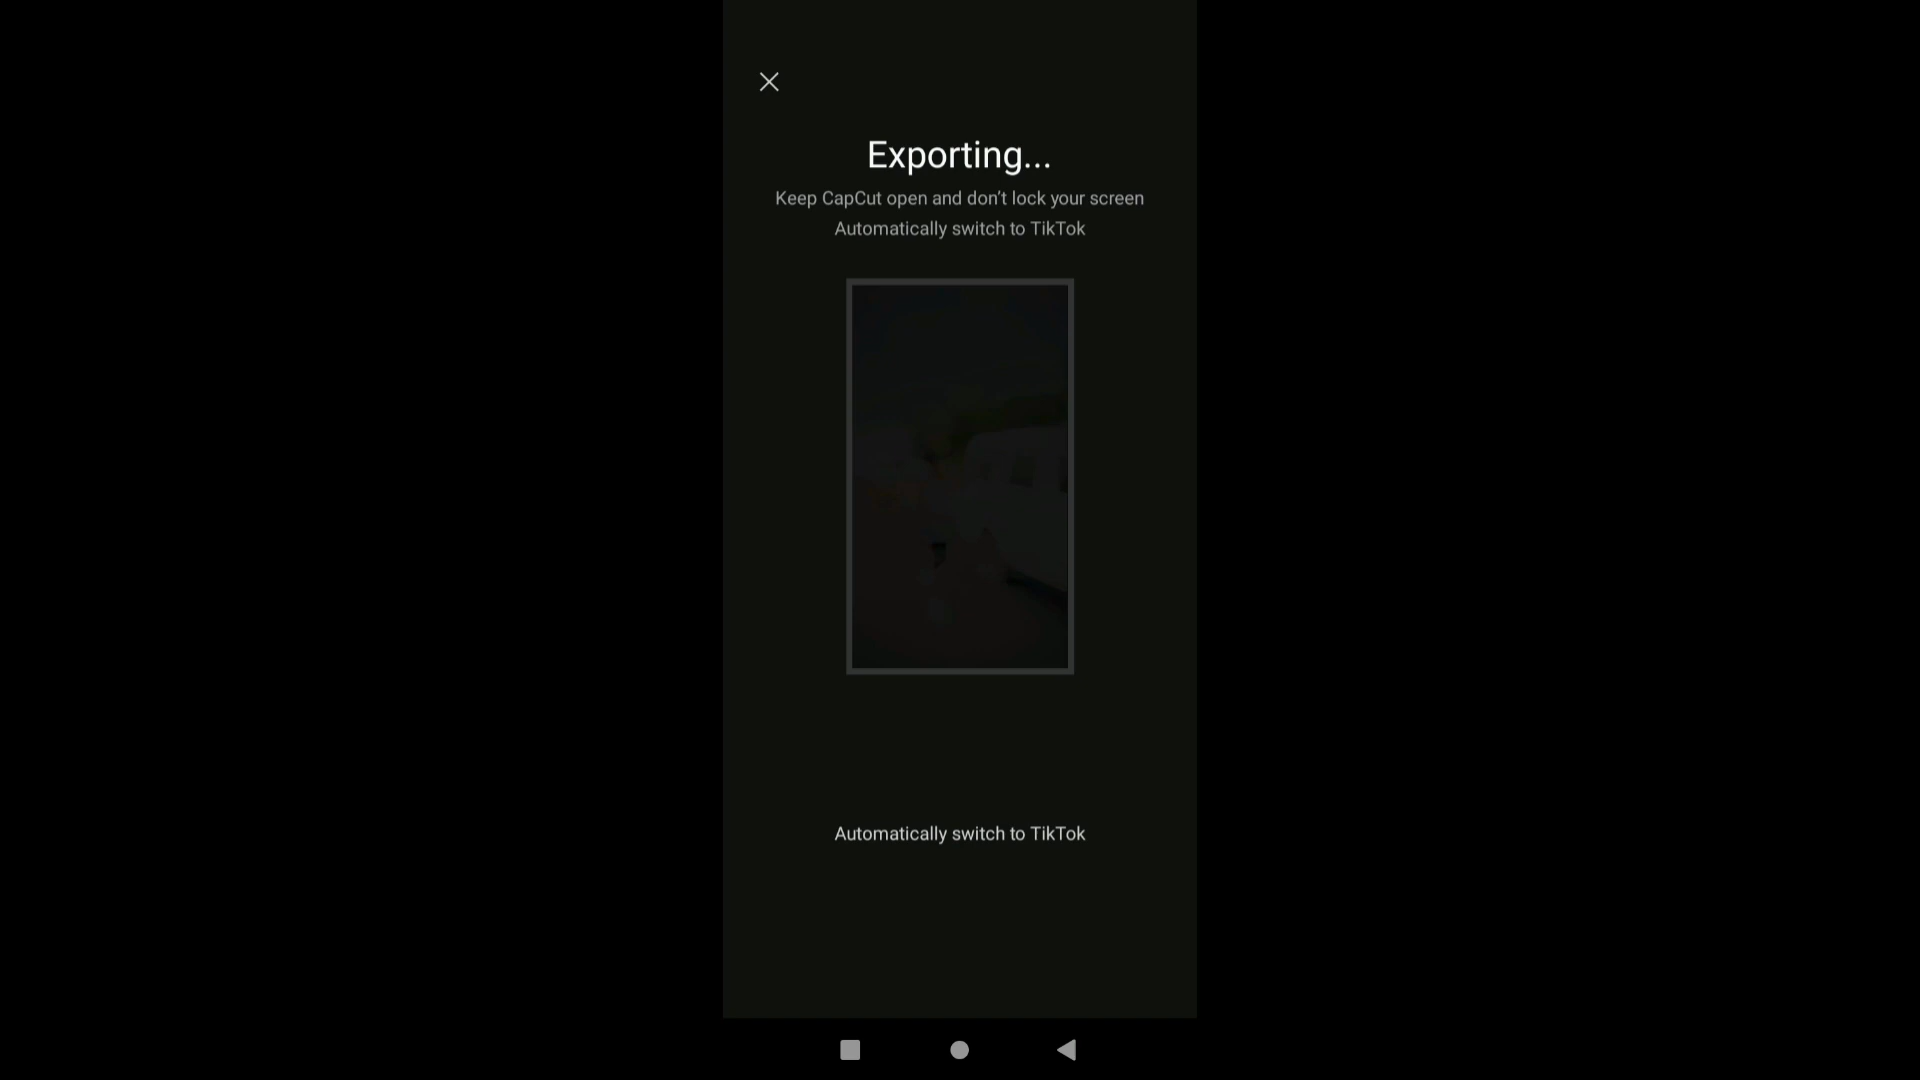 Exporting...
Keep CapCut open and don’t lock your screen
Automatically switch to TikTok
Automatically switch to TikTok